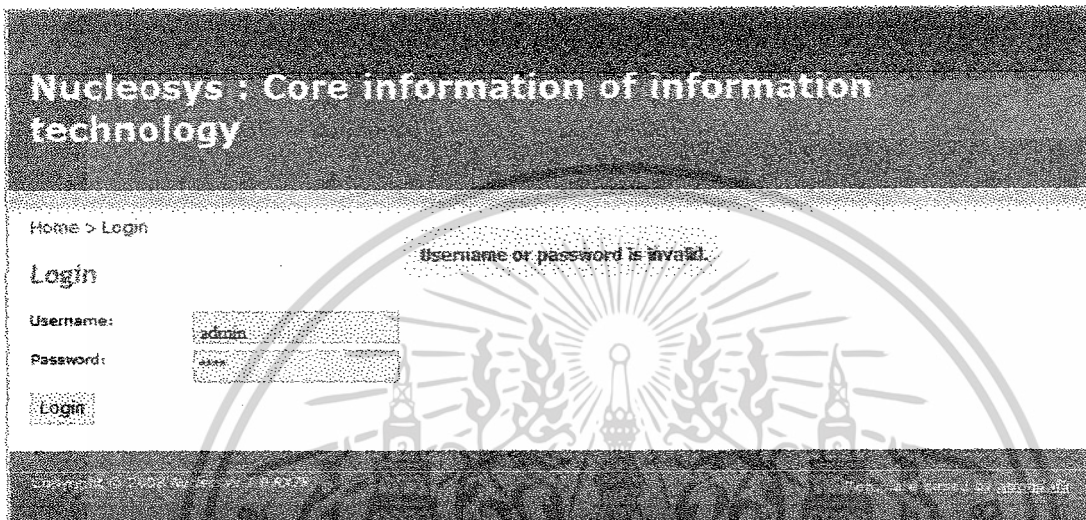 Nucleosys : Core information of information
technology
Home > Login
Username or password is invalid.
Login
Username:
admin
Password:
****
Login